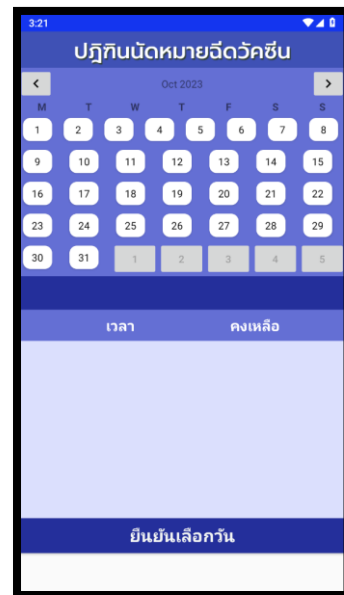 3:21
ปฏิทินนัดหมายฉีดวัคซีน
< Oct 2023 >
M T W T F S S
1 2 3 4 5 6 7 8
9 10 11 12 13 14 15
16 17 18 19 20 21 22
23 24 25 26 27 28 29
30 31 1 2 3 4 5
เวลา คงเหลือ
ยืนยันเลือกวัน